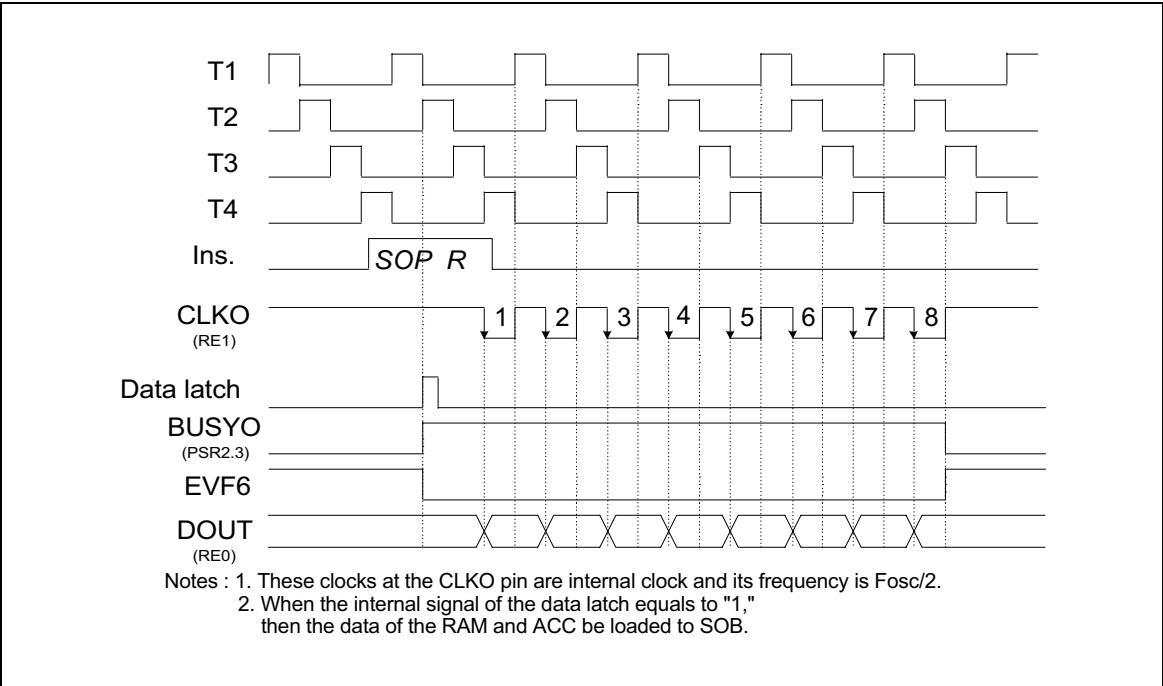 T1
T2
T3
T4
Ins.
SOP R
CLKO
(RE1)
1 2 3 4 5 6 7 8
Data latch
BUSYO
(PSR2.3)
EVF6
DOUT
(RE0)
Notes : 1. These clocks at the CLKO pin are internal clock and its frequency is Fosc/2.
2. When the internal signal of the data latch equals to "1,"
then the data of the RAM and ACC be loaded to SOB.